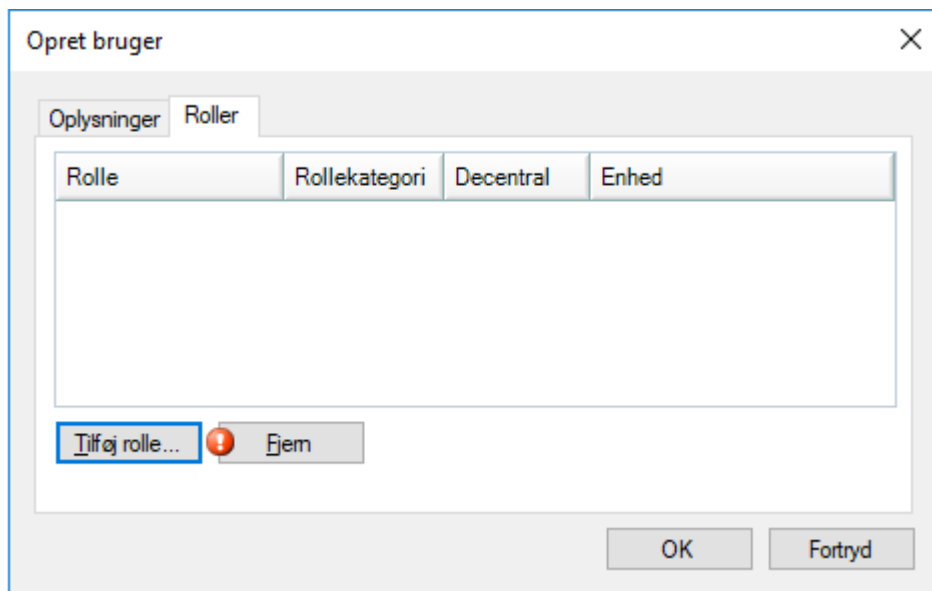 Opret bruger
Oplysninger Roller
Rolle Rollekategori Decentral Enhed
Tilføj rolle... Fjern
OK Fortryd